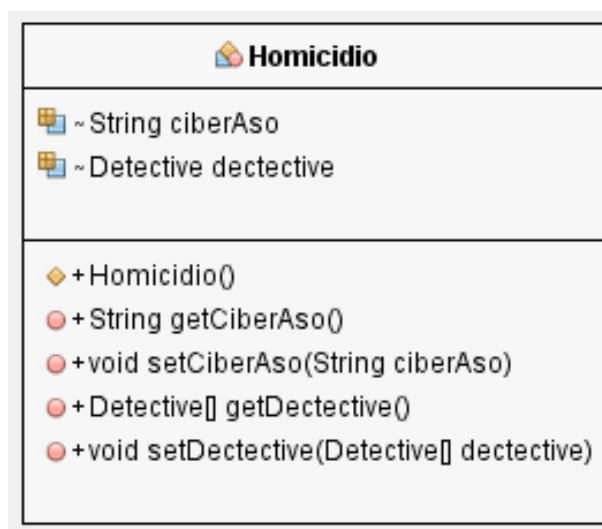 Homicidio
~String ciberAso
~Detective dectective
+Homicidio()
+String getCiberAso()
+void setCiberAso(String ciberAso)
+Detective[] getDectective()
+void setDectective(Detective[] dectective)